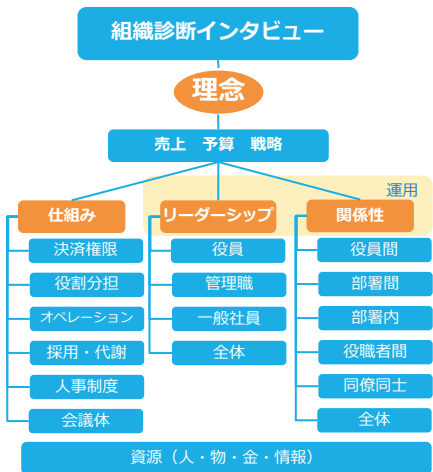 組織診断インタビュー
理念
売上　予算　戦略
運用
仕組み
決済権限
役割分担
オペレーション
採用・代謝
人事制度
会議体
リーダーシップ
役員
管理職
一般社員
全体
関係性
役員間
部署間
部署内
役職者間
同僚同士
全体
資源（人・物・金・情報）